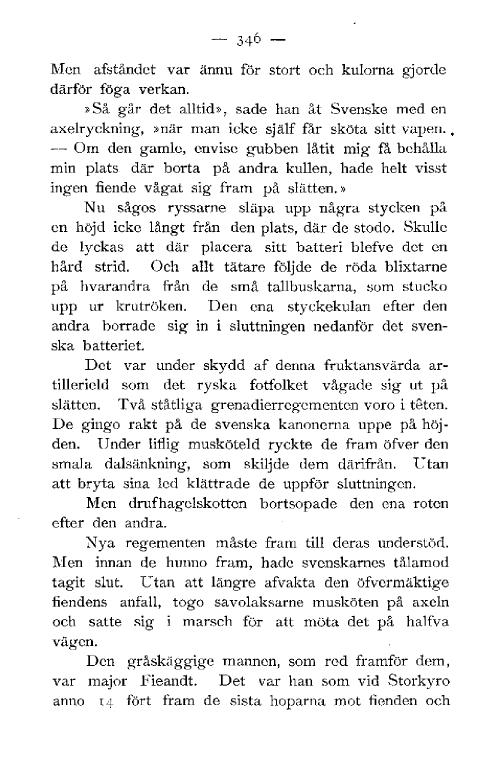 — 346 —
Men afståndet var ännu för stort och kulorna gjorde
därför föga verkan.
»Så går det alltid», sade han åt Svenske med en
axelryckning, »när man icke själf får sköta sitt vapen.
— Om den gamle, envise gubben låtit mig få behålla
min plats där borta på andra kullen, hade helt visst
ingen fiende vågat sig fram på slätten.»
Nu sågos ryssarne släpa upp några stycken på
en höjd icke långt från den plats, där de stodo. Skulle
de lyckas att där placera sitt batteri blefve det en
hård strid. Och allt tätare följde de röda blixtarne
på hvarandra från de små tallbuskarna, som stucko
upp ur krutröken. Den ena styckekulan efter den
andra borrade sig in i sluttningen nedanför det sven-
ska batteriet.
Det var under skydd af denna fruktansvärda ar-
tillerield som det ryska fotfolket vågade sig ut på
slätten. Två ståtliga grenadierregementen voro i têten.
De gingo rakt på de svenska kanonerna uppe på höj-
den. Under liflig musköteld ryckte de fram öfver den
smala dalsänkning, som skiljde dem därifrån. Utan
att bryta sina led klättrade de uppför sluttningen.
Men drufhagelskotten bortsopade den ena roten
efter den andra.
Nya regementen måste fram till deras understöd.
Men innan de hunno fram, hade svenskarnes tålamod
tagit slut. Utan att längre afvakta den öfvermäktige
fiendens anfall, togo savolaksarne musköten på axeln
och satte sig i marsch för att möta det på halfva
vägen.
Den gråskäggige mannen, som red framför dem,
var major Fieandt. Det var han som vid Storkyro
anno 14 fört fram de sista hoparna mot fienden och